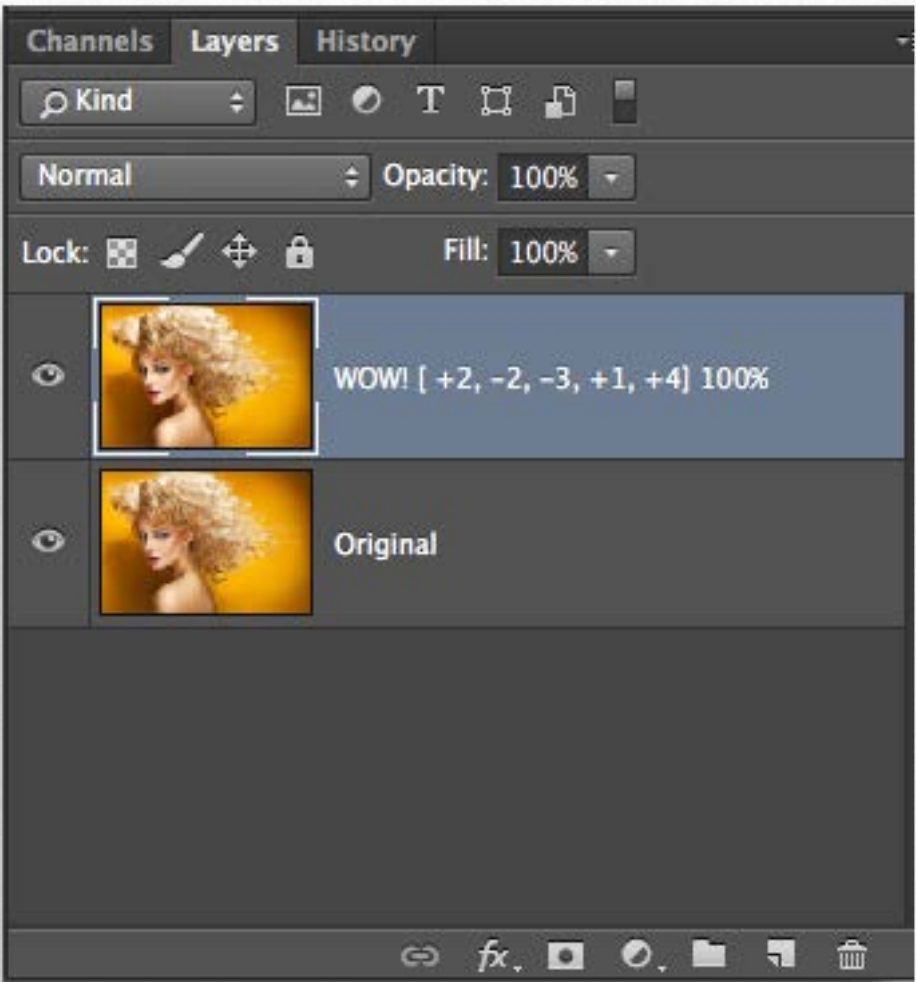 Channels Layers History
Kind T
Normal Opacity: 100%
Lock: Fill: 100%
WOW! [ +2, -2, -3, +1, +4] 100%
Original
fx.